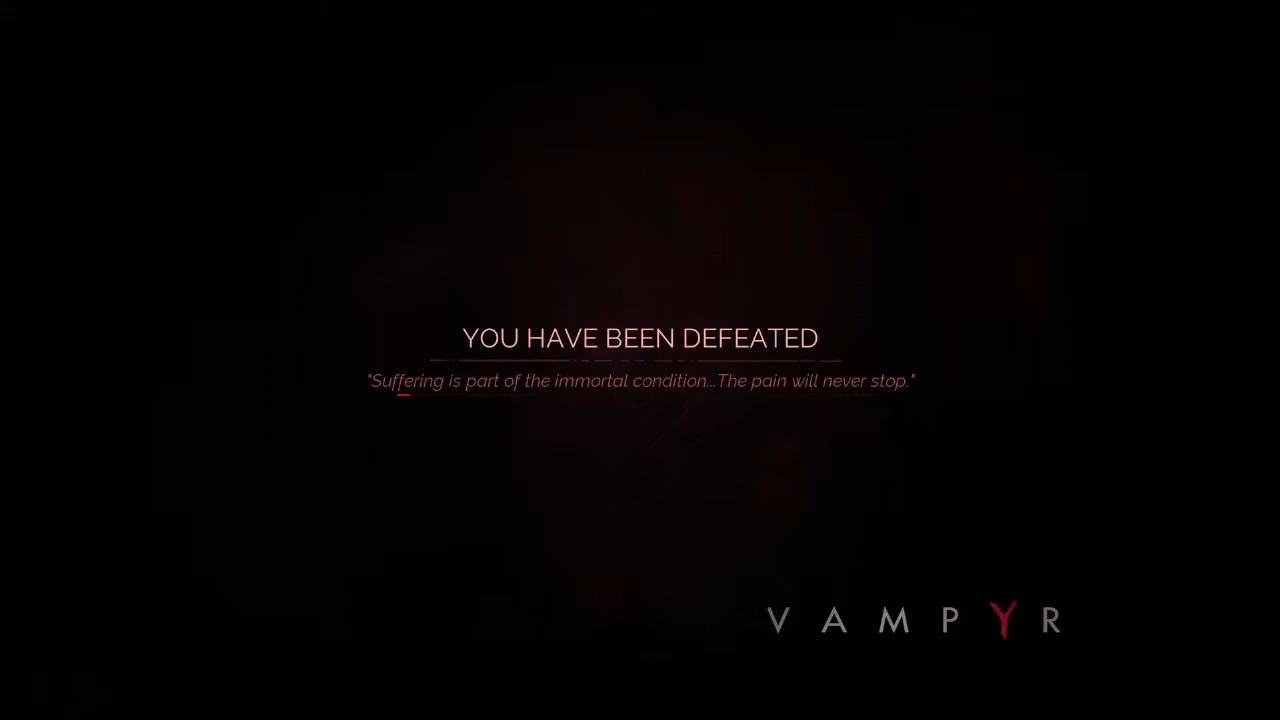 YOU HAVE BEEN DEFEATED
"Suffering is part of the immortal condition...The pain will never stop."
VAMPYR